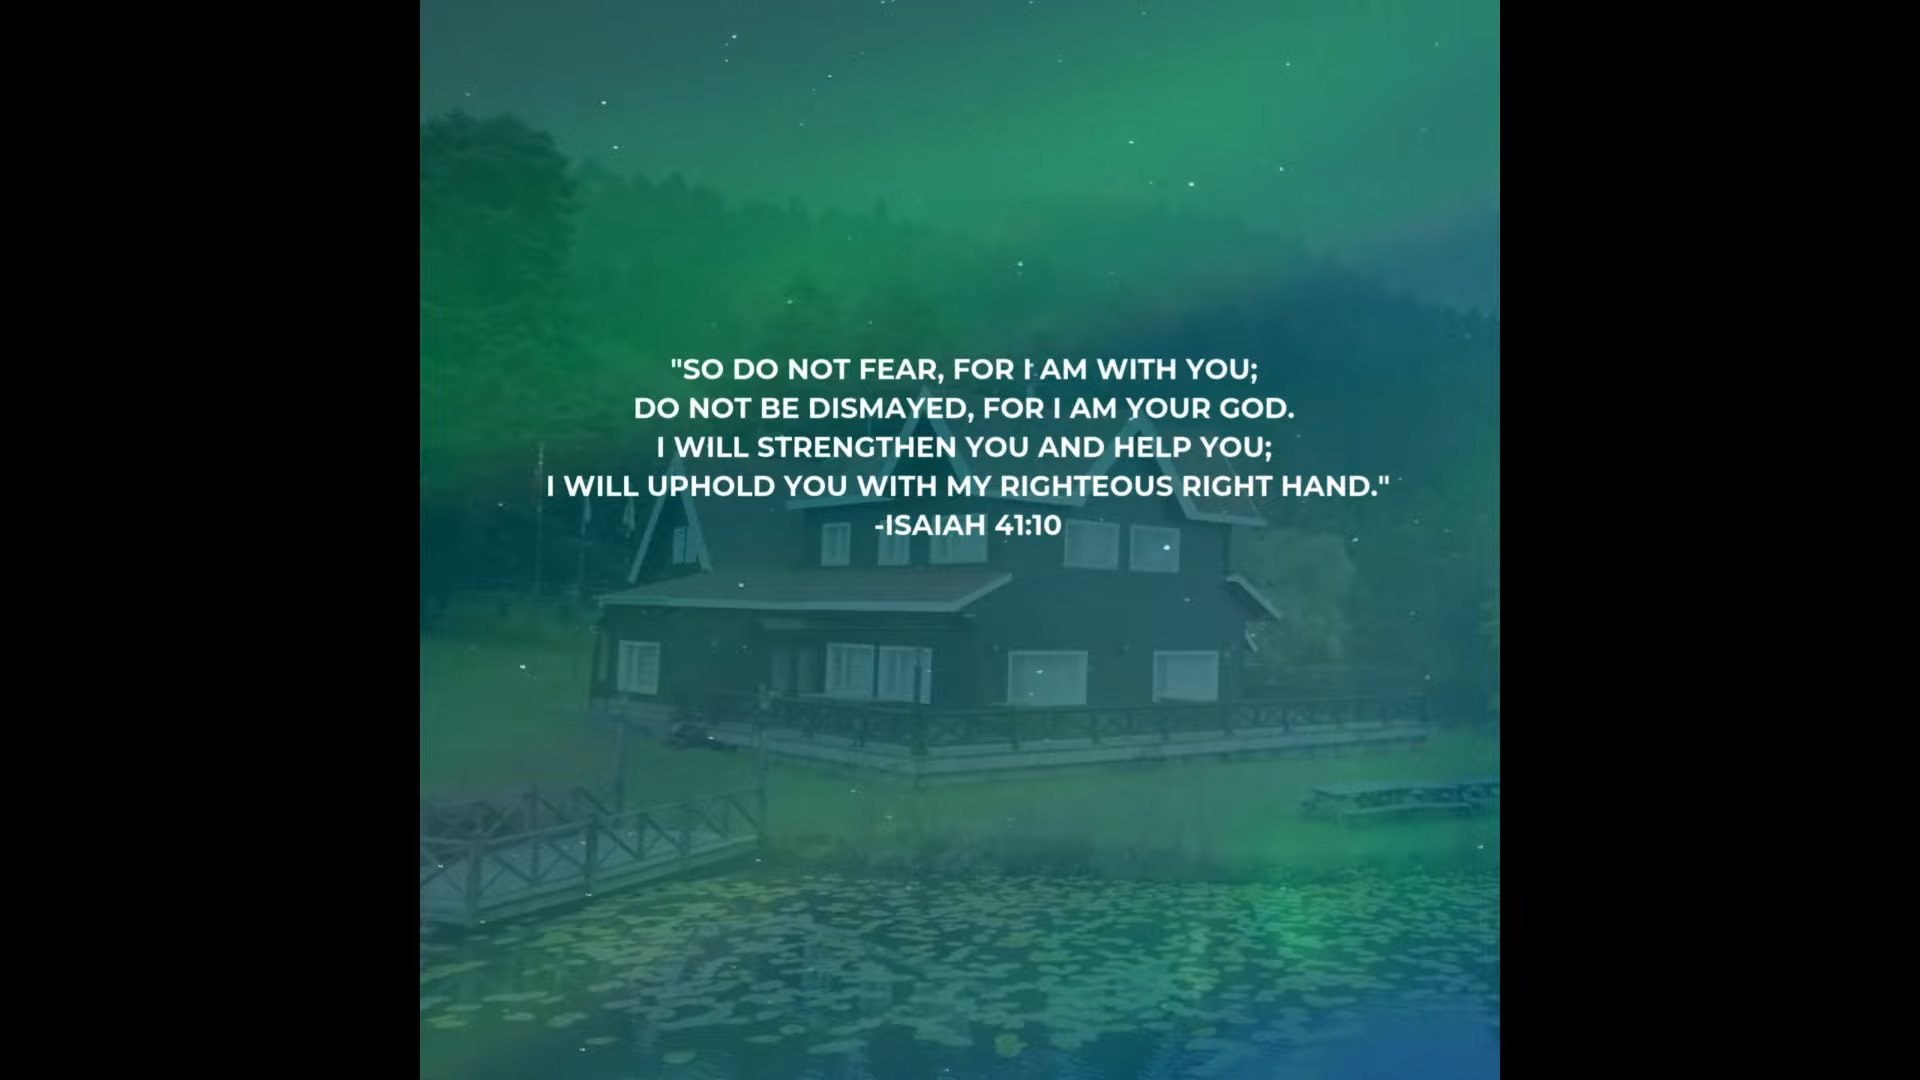 "SO DO NOT FEAR, FOR I AM WITH YOU;
DO NOT BE DISMAYED, FOR I AM YOUR GOD.
I WILL STRENGTHEN YOU AND HELP YOU;
I WILL UPHOLD YOU WITH MY RIGHTEOUS RIGHT HAND."
-ISAIAH 41:10